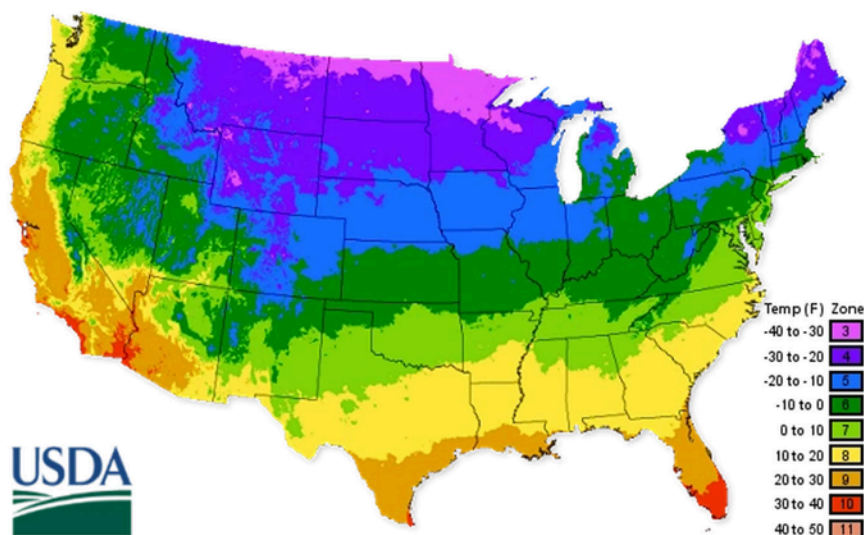 Temp (F) Zone
-40 to -30 3
-30 to -20 4
-20 to -10 5
-10 to 0 6
0 to 10 7
10 to 20 8
20 to 30 9
30 to 40 10
40 to 50 11
USDA